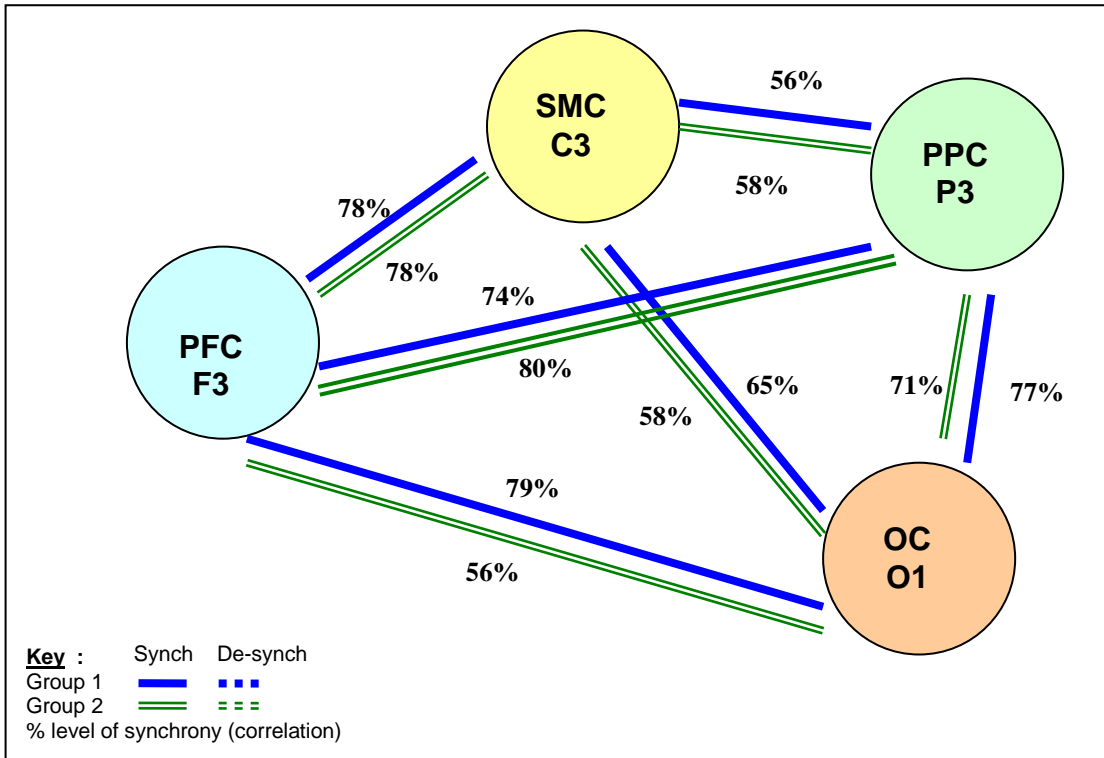 SMC
C3
56%
PPC
P3
58%
78%
78%
PFC
F3
74%
80%
65%
58%
71%
77%
79%
56%
OC
O1
Key : Synch De-synch
Group 1
Group 2
% level of synchrony (correlation)